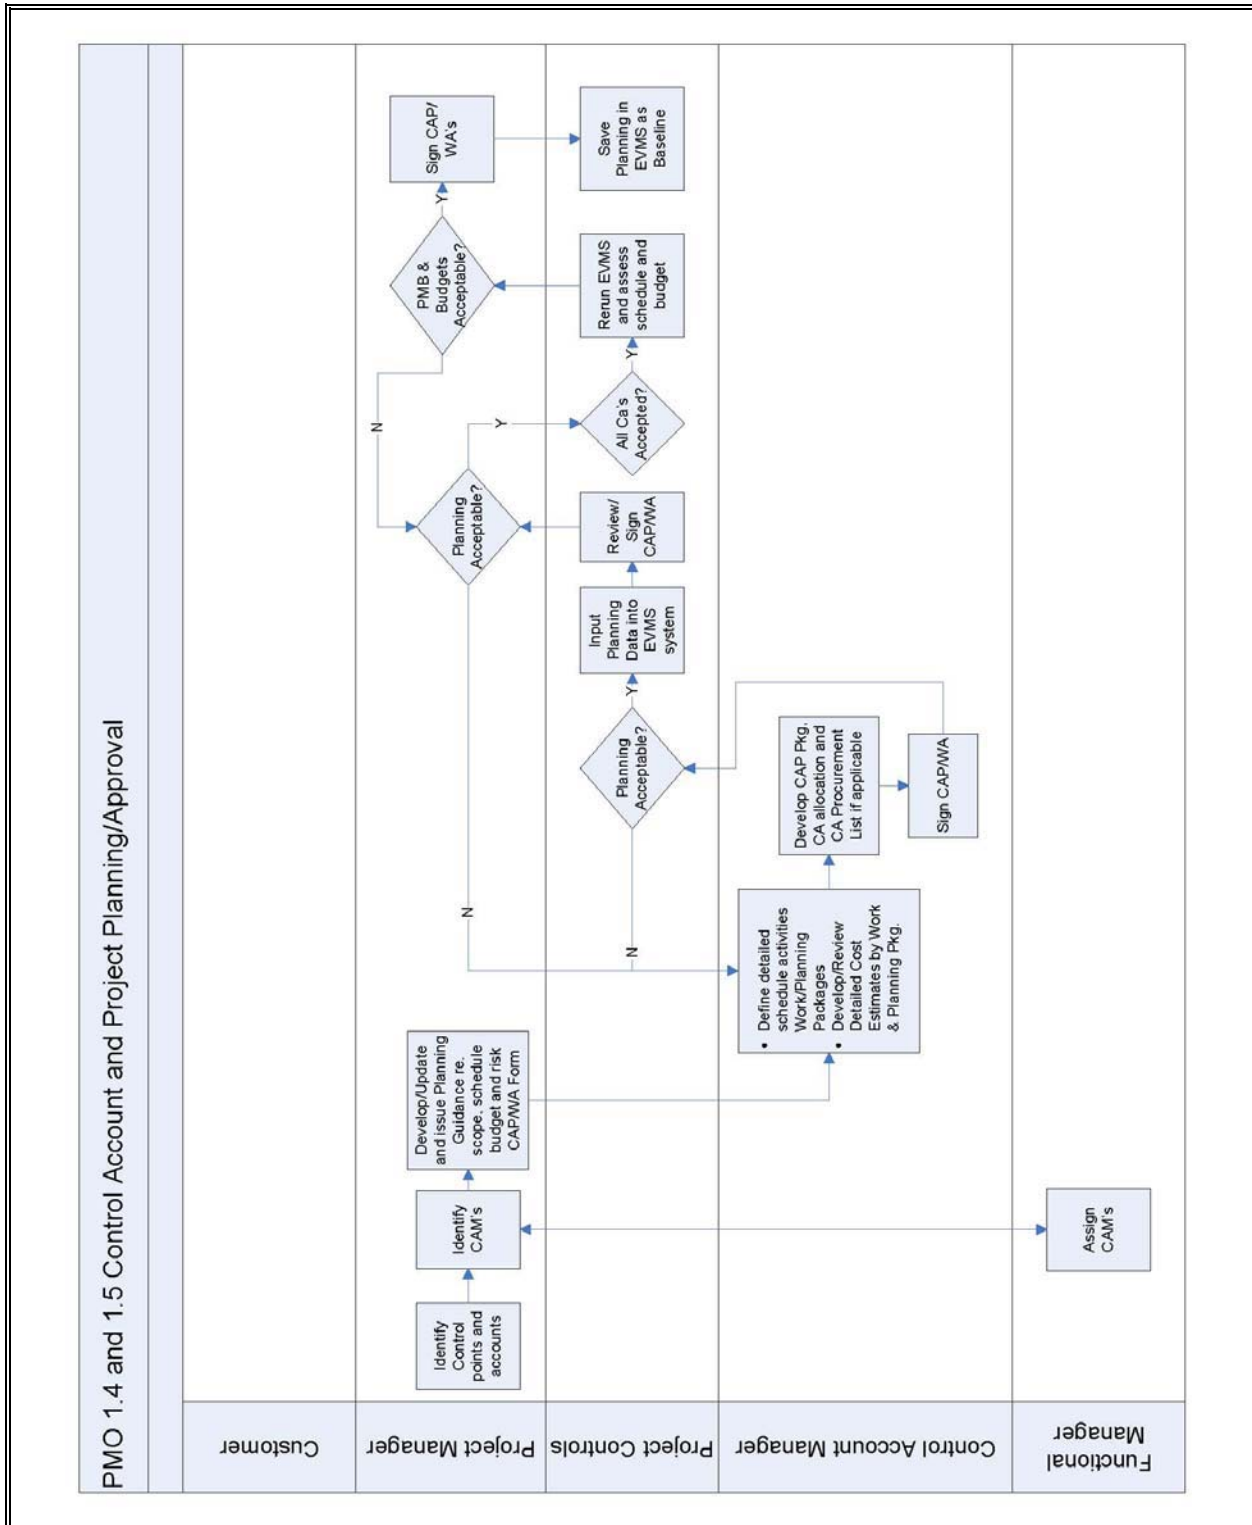 PMO 1.4 and 1.5 Control Account and Project Planning/Approval
Customer
Project Manager
Identify
Control
points and
accounts
Identify
CAM's
Develop/Update
and issue Planning
Guidance re.
scope, schedule
budget and risk
CAP/WA Form
N
Planning
Acceptable?
Y
N
PMB &
Budgets
Acceptable?
Y
Sign CAP/
WA's
Project Controls
N
Planning
Acceptable?
Y
Input
Planning
Data into
EVMS
system
Review/
Sign
CAP/WA
All Ca's
Accepted?
Y
Rerun EVMS
and assess
schedule and
budget
Save
Planning in
EVMS as
Baseline
Control Account Manager
• Define detailed
schedule activities
Work/Planning
Packages
• Develop/Review
Detailed Cost
Estimates by Work
& Planning Pkg.
Develop CAP Pkg.
CA allocation and
CA Procurement
List if applicable
Sign CAP/WA
Functional
Manager
Assign
CAM's